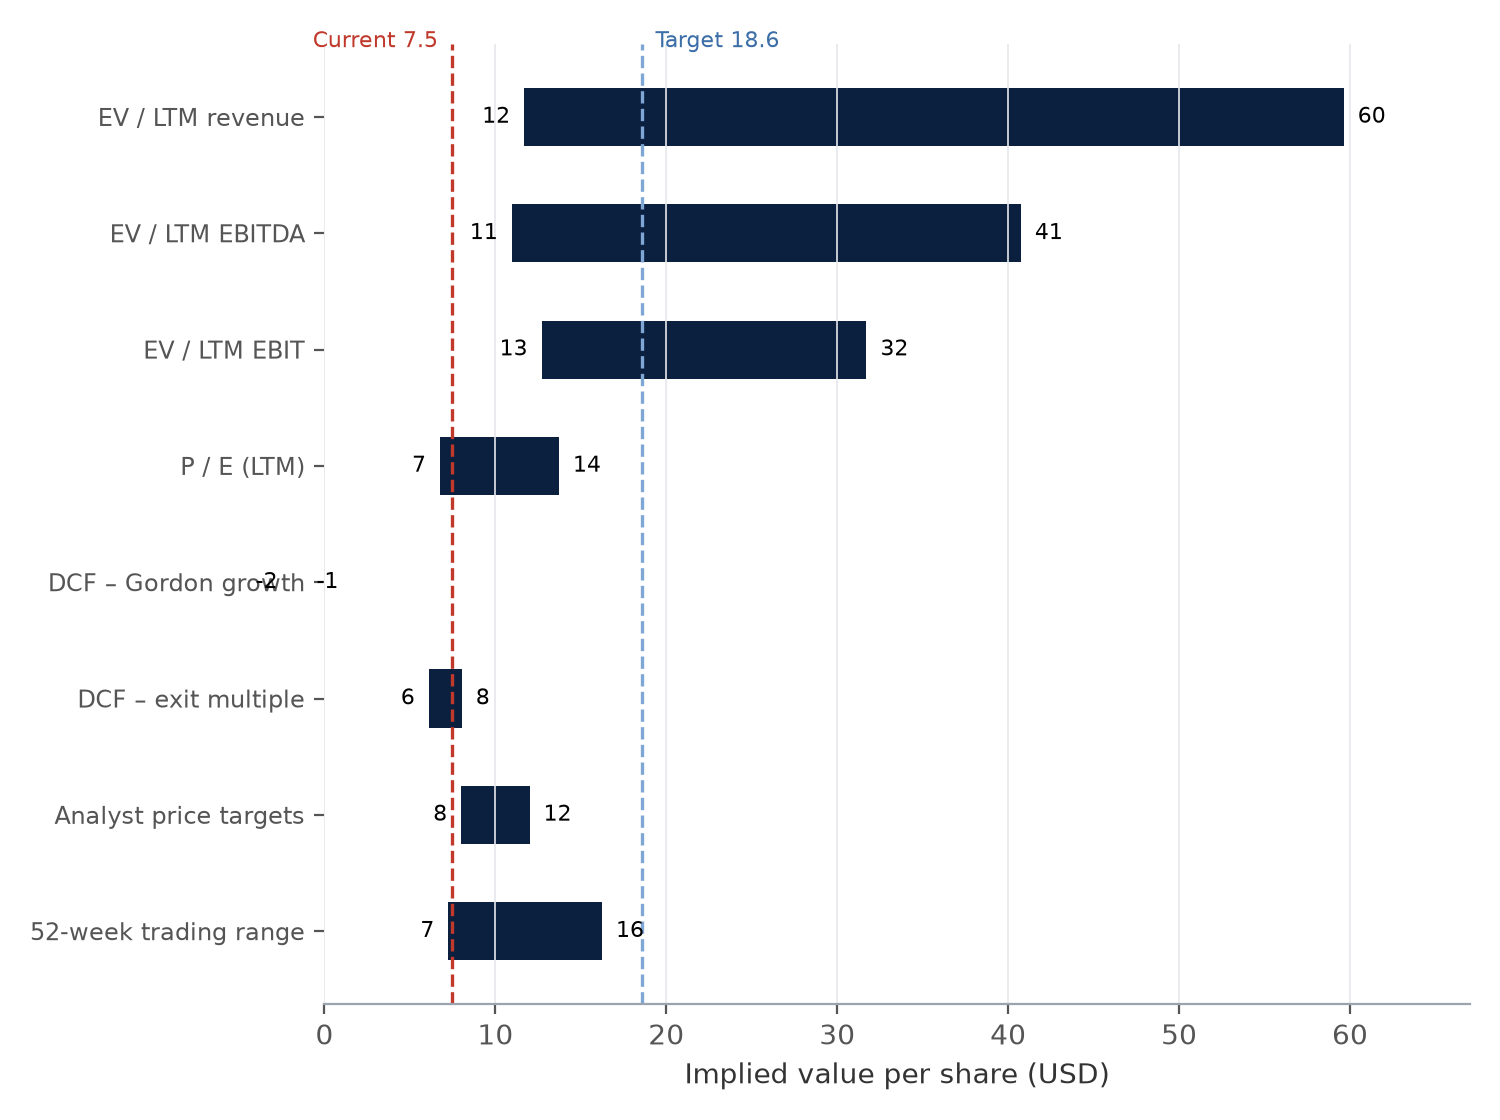 Current 7.5
Target 18.6
EV / LTM revenue
12
60
EV / LTM EBITDA
11
41
EV / LTM EBIT
13
32
P / E (LTM)
7
14
DCF – Gordon growth
-2
-1
DCF – exit multiple
6
8
Analyst price targets
8
12
52-week trading range
7
16
0 10 20 30 40 50 60
Implied value per share (USD)